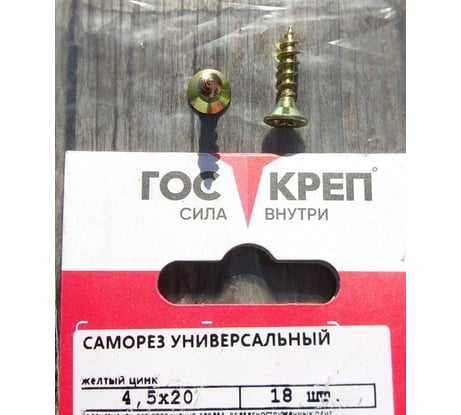 ГОС КРЕП®
СИЛА ВНУТРИ
САМОРЕЗ УНИВЕРСАЛЬНЫЙ
желтый цинк
4,5x20 18 шт.